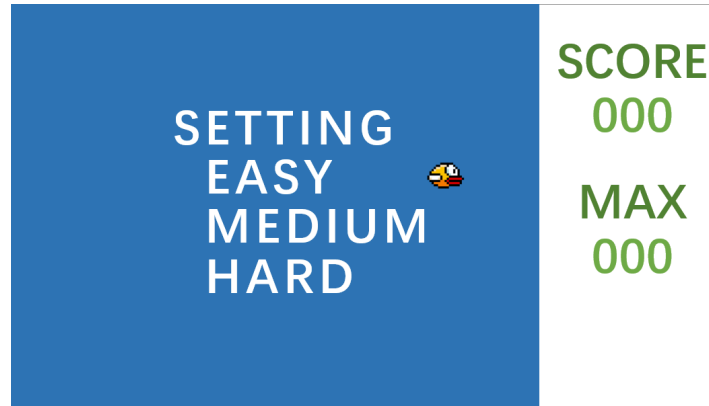 SETTING
EASY
MEDIUM
HARD
SCORE
000
MAX
000